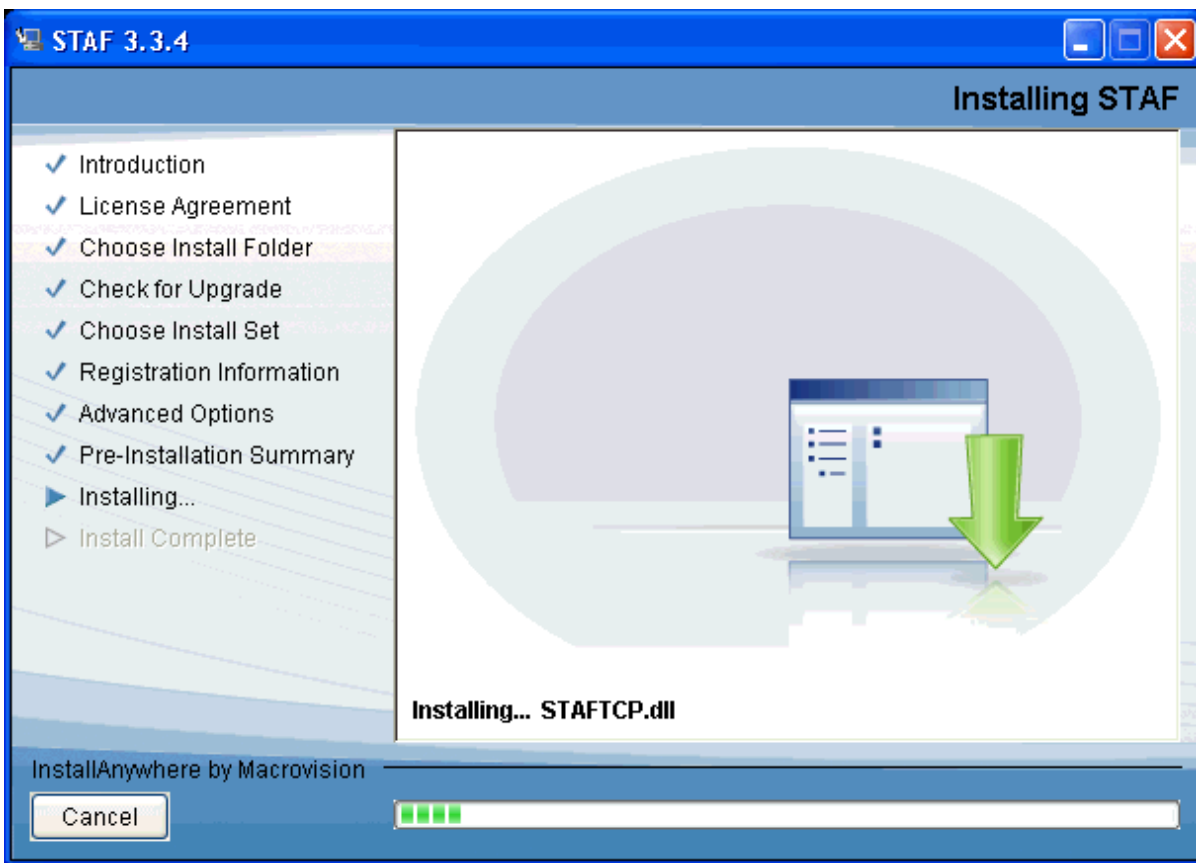 STAF 3.3.4
Installing STAF
Introduction
License Agreement
Choose Install Folder
Check for Upgrade
Choose Install Set
Registration Information
Advanced Options
Pre-Installation Summary
Installing...
Install Complete
Installing... STAFTCP.dll
InstallAnywhere by Macrovision
Cancel